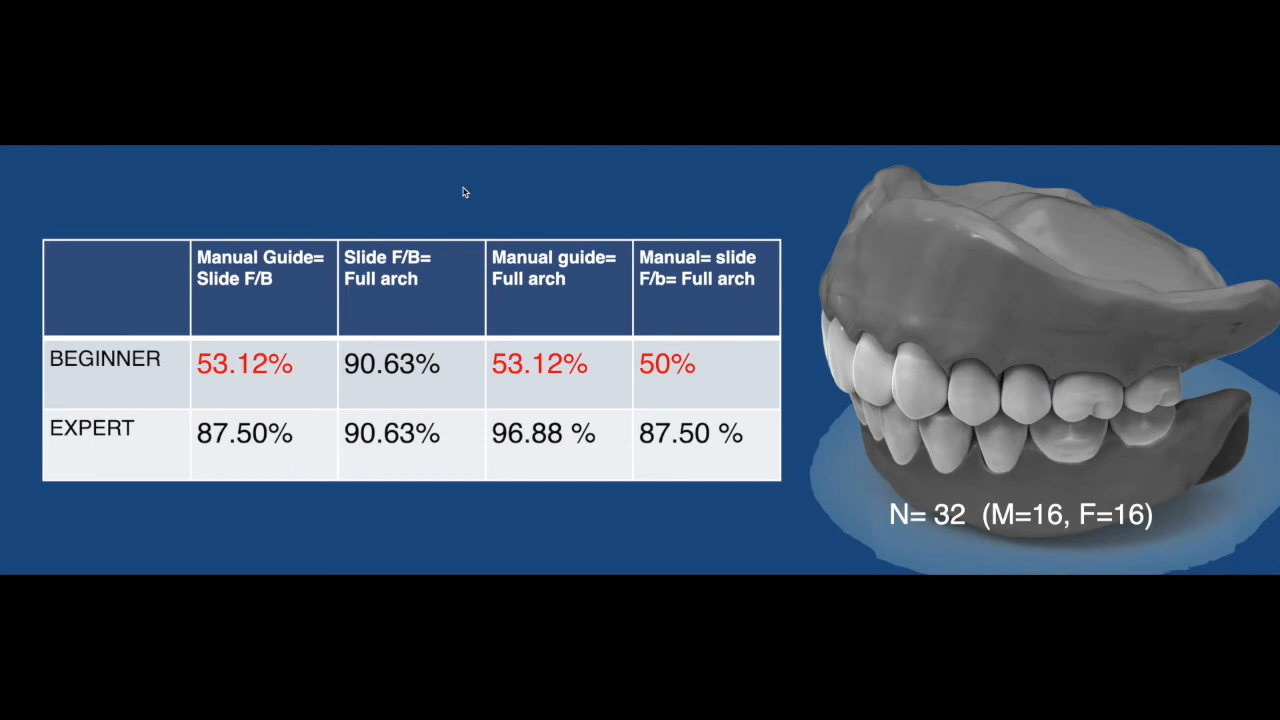 Manual Guide=
Slide F/B
Slide F/B=
Full arch
Manual guide=
Full arch
Manual= slide
F/b= Full arch
BEGINNER
53.12%
90.63%
53.12%
50%
EXPERT
87.50%
90.63%
96.88 %
87.50 %
N= 32 (M=16, F=16)